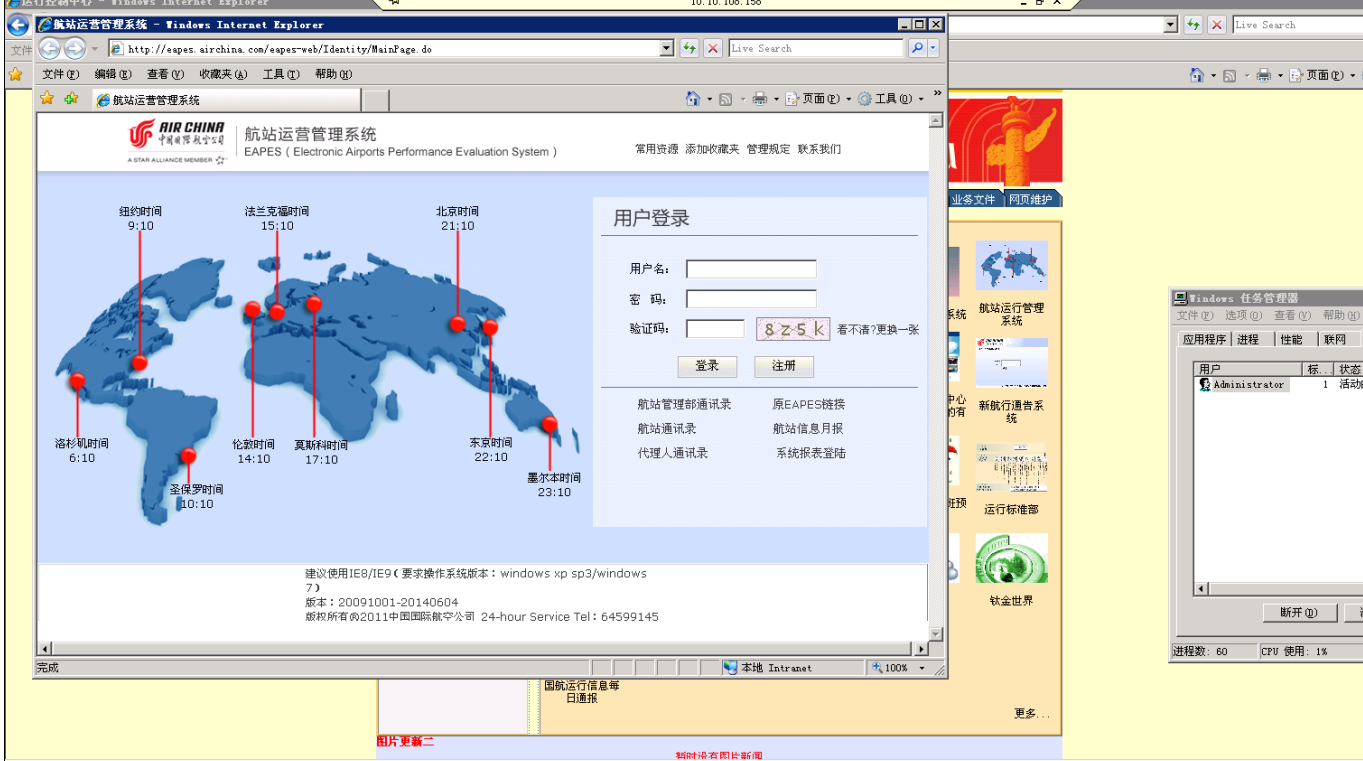 运行控制中心 - Windows Internet Explorer
10.10.108.158
航站运营管理系统 - Windows Internet Explorer
http://eapes.airchina.com/eapes-web/Identity/MainPage.do
Live Search
Live Search
文件(F) 编辑(E) 查看(V) 收藏夹(A) 工具(T) 帮助(H)
文件
航站运营管理系统
页面(P) 工具(O)
页面(P)
AIR CHINA
中国国际航空公司
A STAR ALLIANCE MEMBER
航站运营管理系统
EAPES ( Electronic Airports Performance Evaluation System )
常用资源 添加收藏夹 管理规定 联系我们
业务文件 网页维护
纽约时间
9:10
法兰克福时间
15:10
北京时间
21:10
洛杉矶时间
6:10
圣保罗时间
10:10
伦敦时间
14:10
莫斯科时间
17:10
东京时间
22:10
墨尔本时间
23:10
用户登录
用户名:
密 码:
验证码:
8z5k
看不清?更换一张
登录 注册
航站管理部通讯录 原EAPES链接
航站通讯录 航站信息月报
代理人通讯录 系统报表登陆
建议使用IE8/IE9(要求操作系统版本:windows xp sp3/windows
7)
版本:20091001-20140604
版权所有@2011中国国际航空公司 24-hour Service Tel:64599145
完成
本地 Intranet
100%
系统
航站运行管理
系统
中心
的有
新航行通告系
统
班预
运行标准部
钛金世界
国航运行信息每
日通报
更多...
图片更新二
暂时没有图片新闻
Windows 任务管理器
文件(F) 选项(O) 查看(V) 帮助(H)
应用程序 进程 性能 联网
用户 标... 状态
Administrator 1 活动
断开(D)
进程数: 60 CPU 使用: 1%